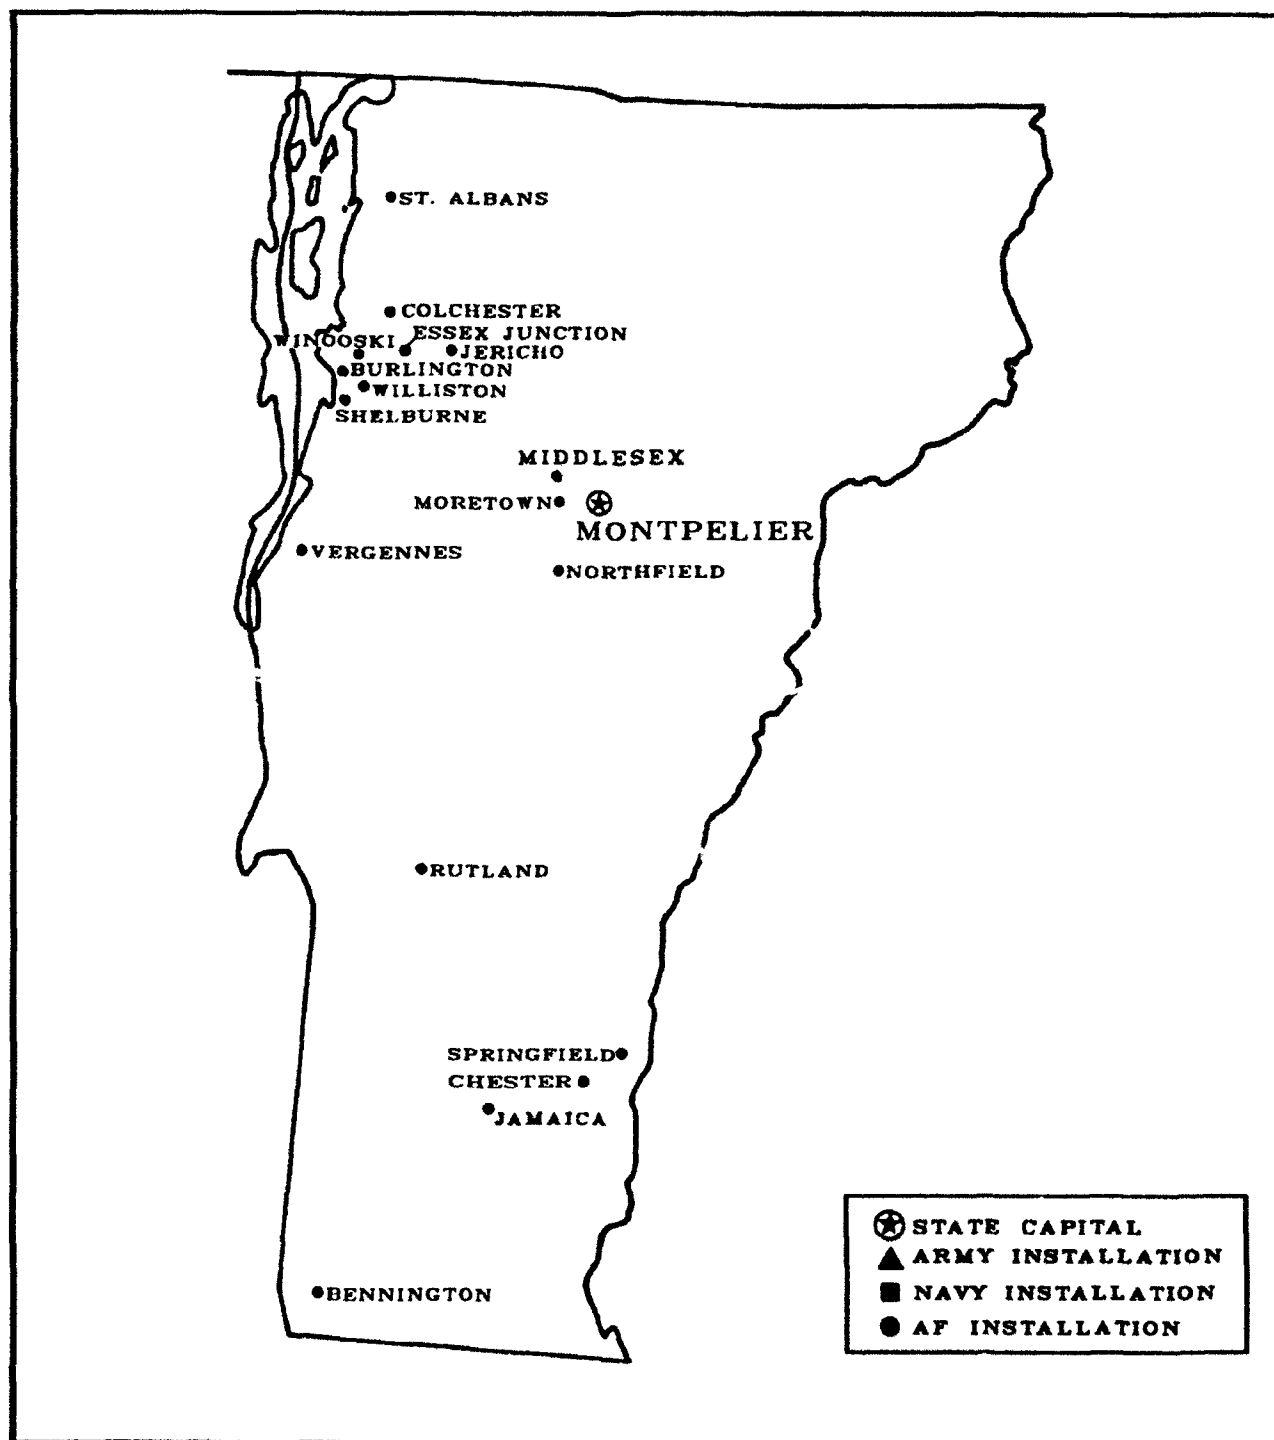 ST. ALBANS
COLCHESTER
ESSEX JUNCTION
WINOOSKI
JERICHO
BURLINGTON
WILLISTON
SHELBURNE
MIDDLESEX
MORETOWN
MONTPELIER
VERGENNES
NORTHFIELD
RUTLAND
SPRINGFIELD
CHESTER
JAMAICA
BENNINGTON
STATE CAPITAL
ARMY INSTALLATION
NAVY INSTALLATION
AF INSTALLATION